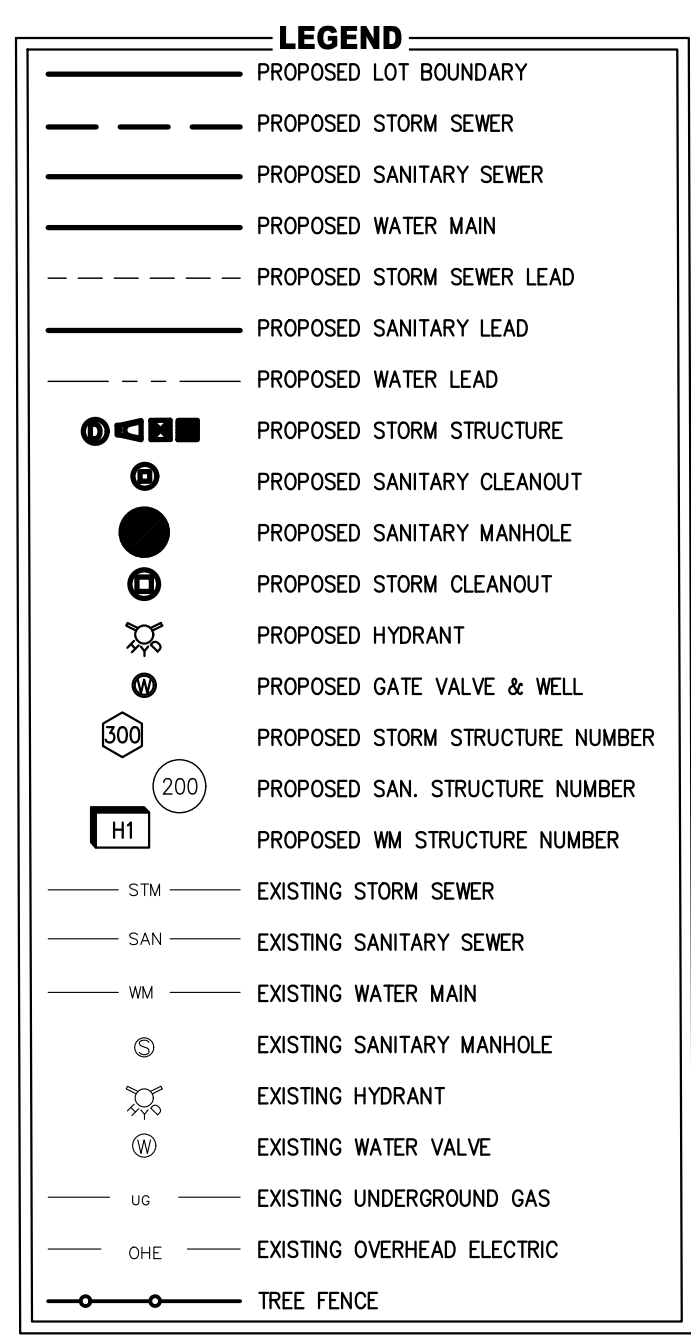 LEGEND
PROPOSED LOT BOUNDARY
PROPOSED STORM SEWER
PROPOSED SANITARY SEWER
PROPOSED WATER MAIN
PROPOSED STORM SEWER LEAD
PROPOSED SANITARY LEAD
PROPOSED WATER LEAD
D PROPOSED STORM STRUCTURE
PROPOSED SANITARY CLEANOUT
PROPOSED SANITARY MANHOLE
PROPOSED STORM CLEANOUT
HYD PROPOSED HYDRANT
W PROPOSED GATE VALVE & WELL
300 PROPOSED STORM STRUCTURE NUMBER
200 PROPOSED SAN. STRUCTURE NUMBER
H1 PROPOSED WM STRUCTURE NUMBER
STM EXISTING STORM SEWER
SAN EXISTING SANITARY SEWER
WM EXISTING WATER MAIN
S EXISTING SANITARY MANHOLE
HYD EXISTING HYDRANT
W EXISTING WATER VALVE
UG EXISTING UNDERGROUND GAS
OHE EXISTING OVERHEAD ELECTRIC
TREE FENCE